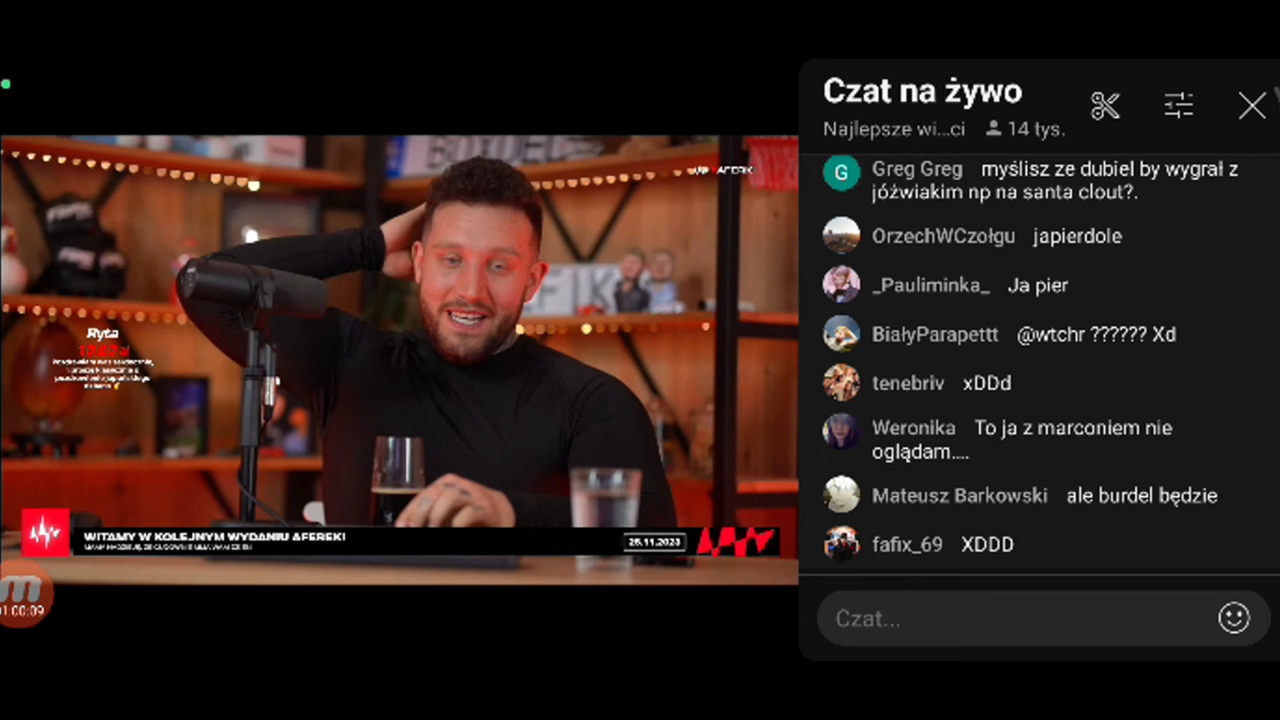 Czat na żywo
Najlepsze wi...ci 14 tys.
G Greg Greg myślisz ze dubiel by wygrał z
jóźwiakim np na santa clout?.
OrzechWCzołgu japierdole
_Pauliminka_ Ja pier
BiałyParapettt @wtchr ?????? Xd
tenebriv xDDd
Weronika To ja z marconiem nie
oglądam....
Mateusz Barkowski ale burdel będzie
fafix_69 XDDD
Czat...
Ryta
WITAMY W KOLEJNYM WYDANIU AFEREK!
25.11.2023
m
1:00:09